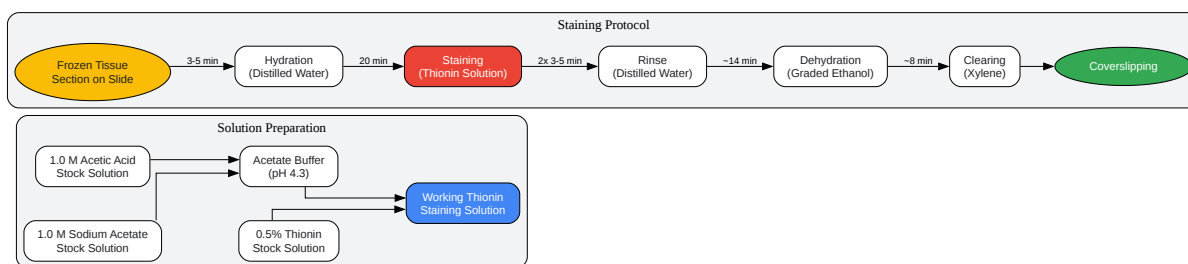 Staining Protocol
Frozen Tissue
Section on Slide
3-5 min
Hydration
(Distilled Water)
20 min
Staining
(Thionin Solution)
2x 3-5 min
Rinse
(Distilled Water)
~14 min
Dehydration
(Graded Ethanol)
~8 min
Clearing
(Xylene)
Coverslipping
Solution Preparation
1.0 M Acetic Acid
Stock Solution
Acetate Buffer
(pH 4.3)
Working Thionin
Staining Solution
1.0 M Sodium Acetate
Stock Solution
0.5% Thionin
Stock Solution